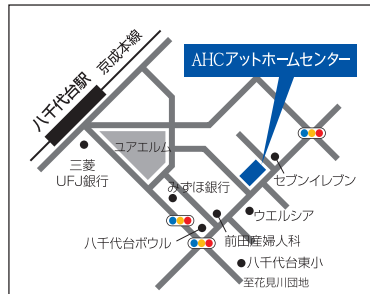 京成本線
八千代台駅
AHCアットホームセンター
ユアエルム
三菱
UFJ銀行
みずほ銀行
セブンイレブン
ウエルシア
八千代台ボウル
前田産婦人科
八千代台東小
至花見川団地